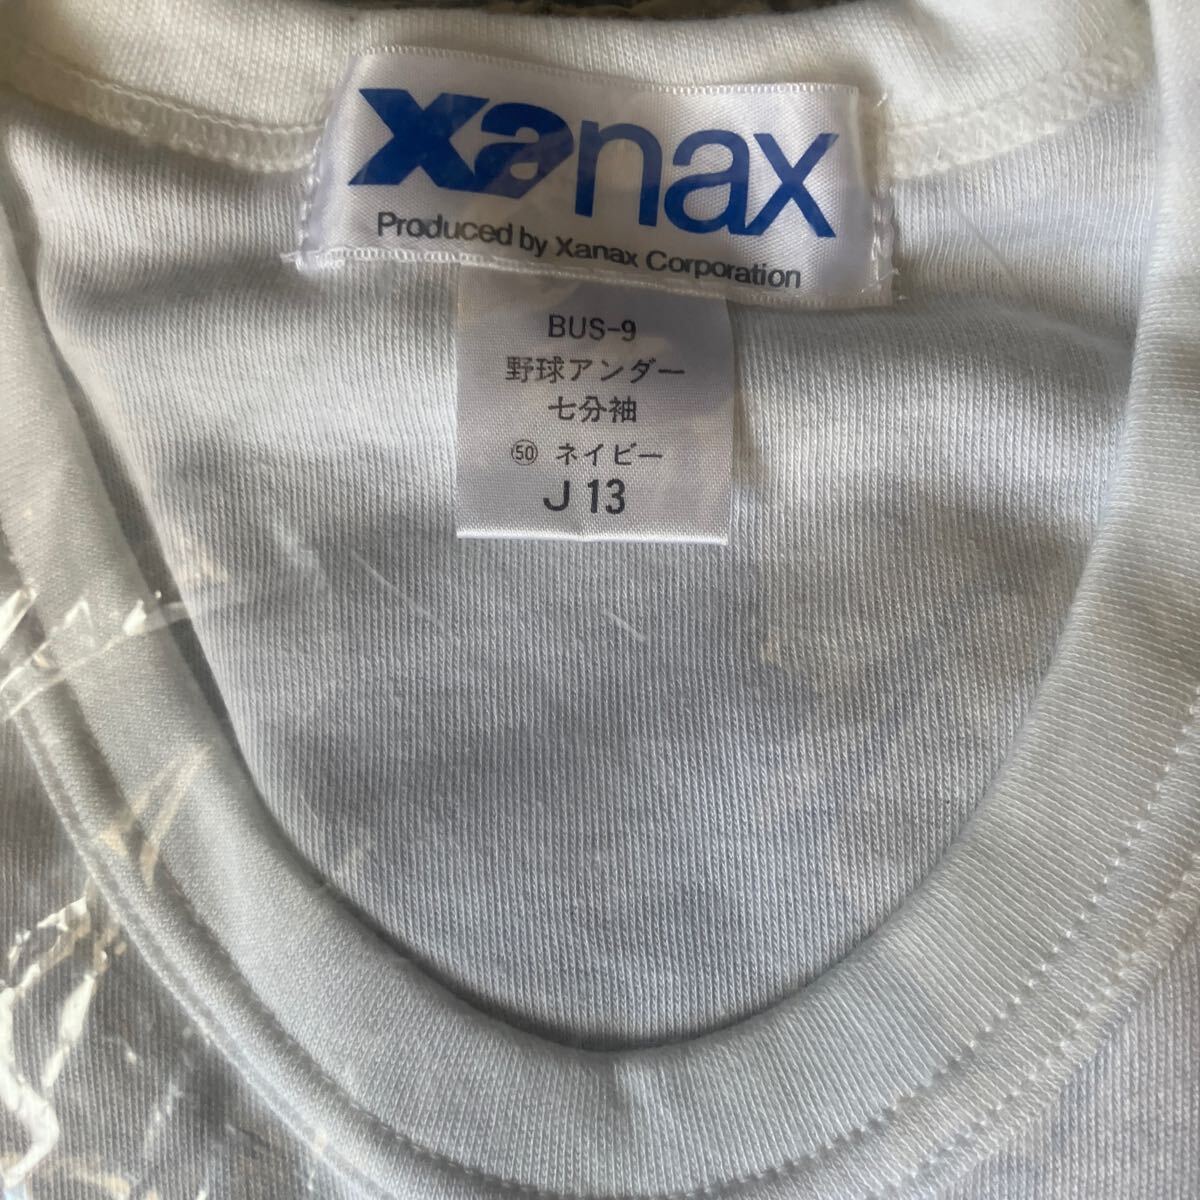 xanax
Produced by Xanax Corporation
BUS-9
野球アンダー
七分袖
㊿ ネイビー
J 13